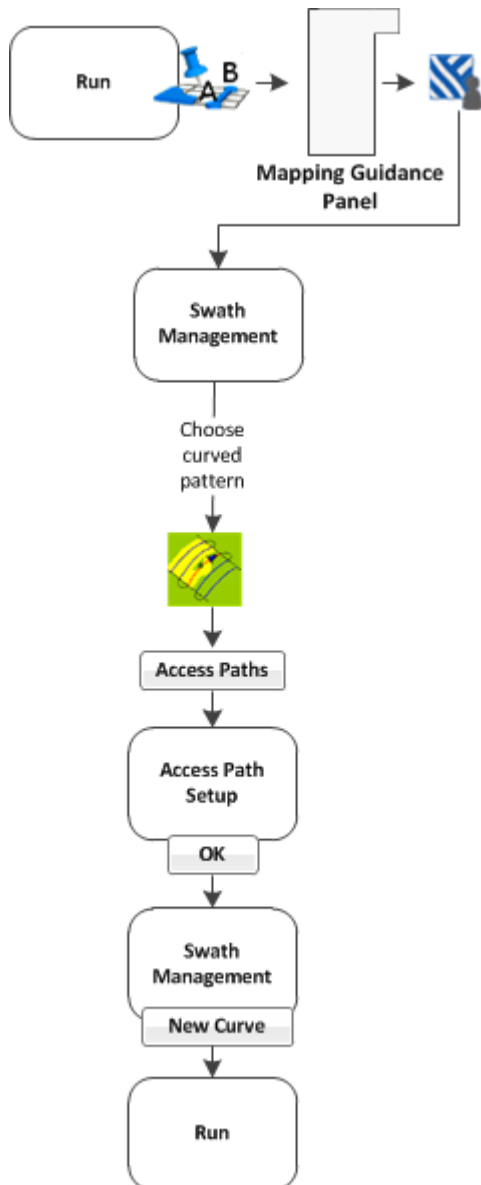 Run
A B
Mapping Guidance
Panel
Swath
Management
Choose
curved
pattern
Access Paths
Access Path
Setup
OK
Swath
Management
New Curve
Run